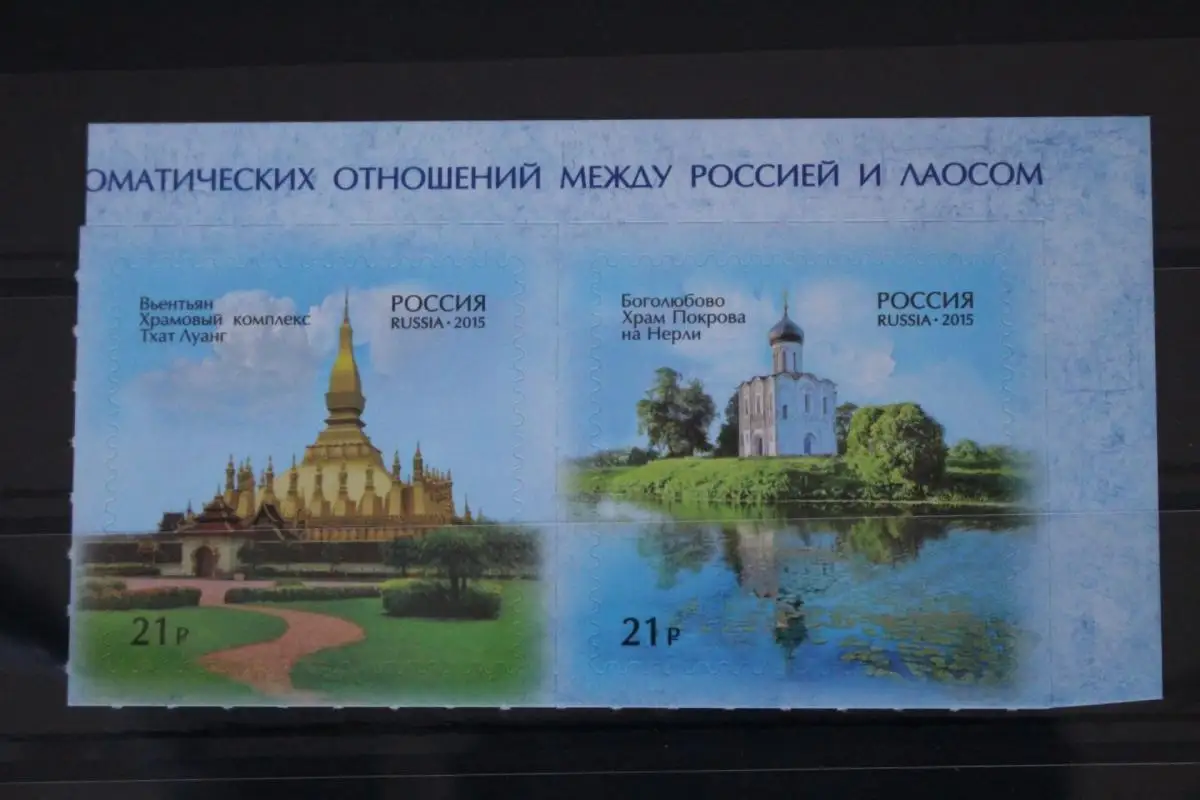 ОМАТИЧЕСКИХ ОТНОШЕНИЙ МЕЖДУ РОССИЕЙ И ЛАОСОМ
Вьентьян
Храмовый комплекс
Тхат Луанг
РОССИЯ
RUSSIA • 2015
21 ₽
Боголюбово
Храм Покрова
на Нерли
РОССИЯ
RUSSIA • 2015
21 ₽